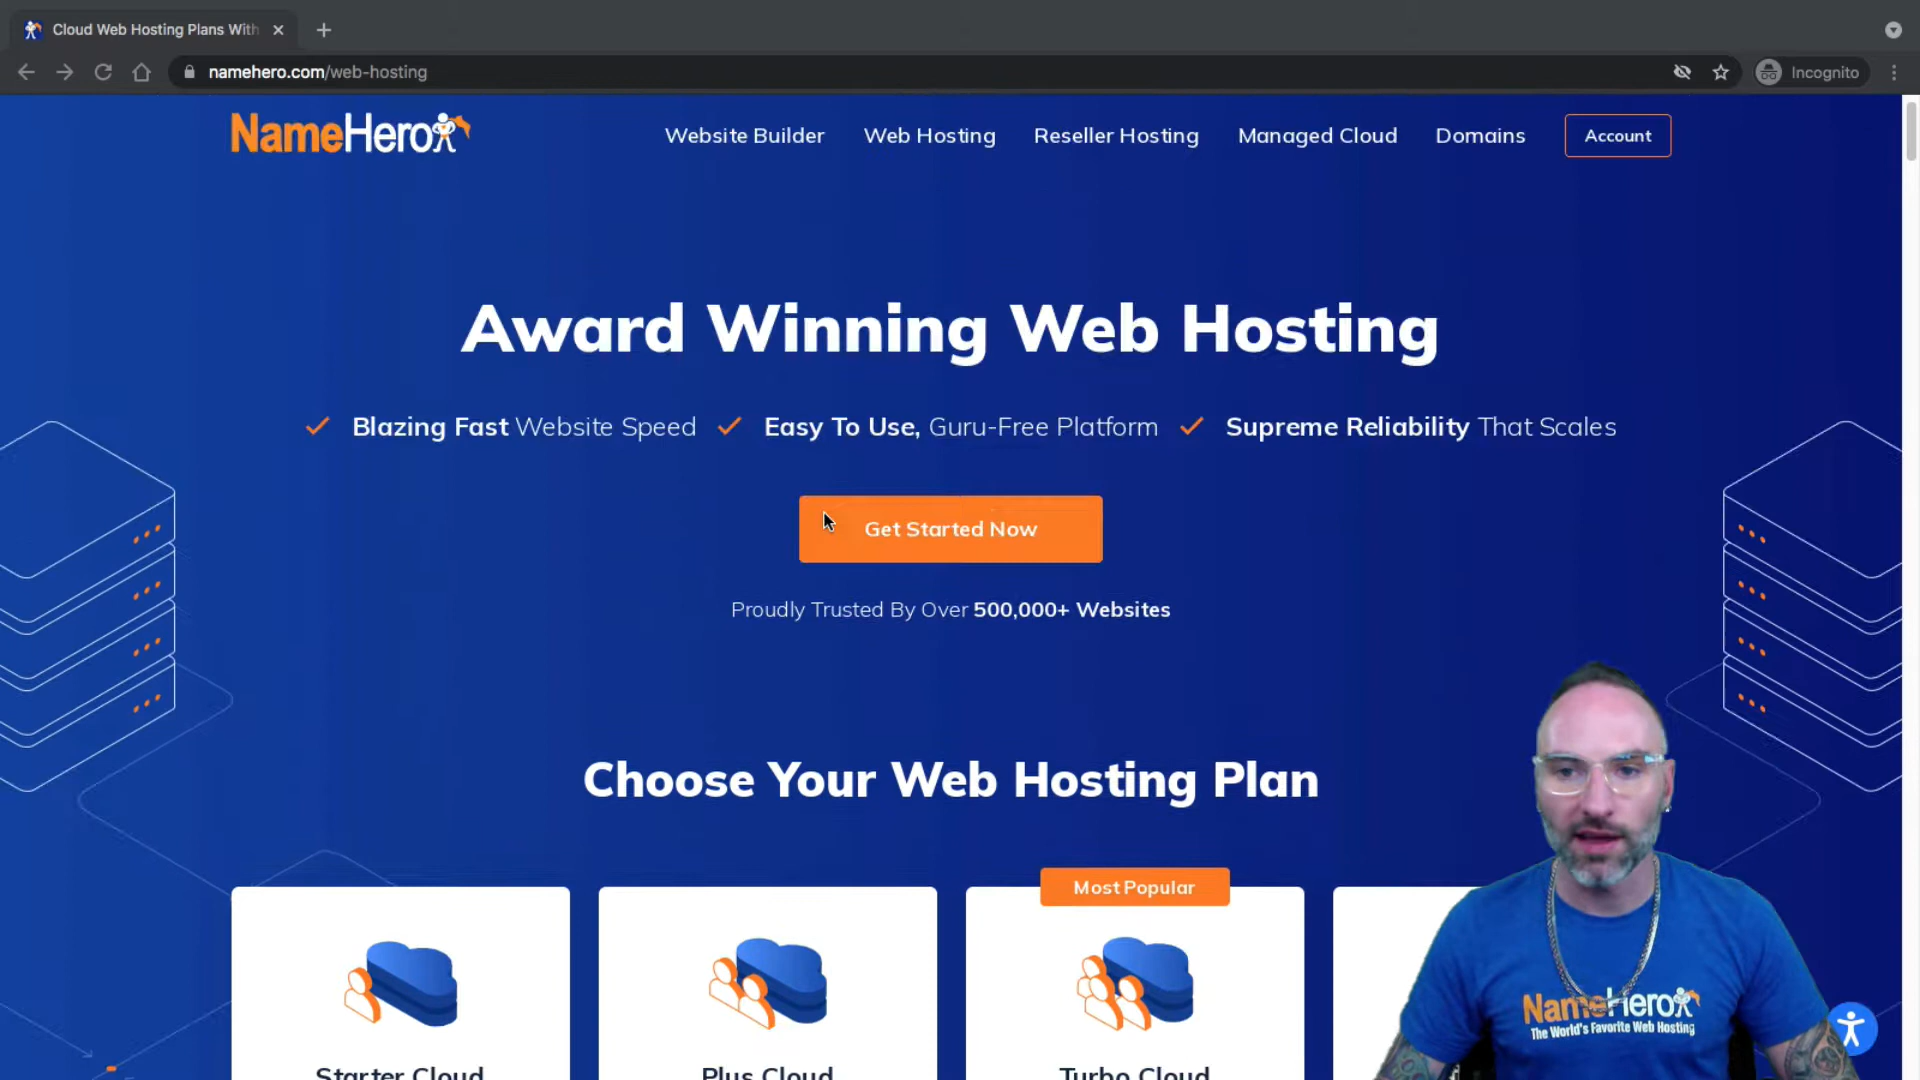 Cloud Web Hosting Plans With
namehero.com/web-hosting
Incognito
NameHero
Website Builder
Web Hosting
Reseller Hosting
Managed Cloud
Domains
Account
Award Winning Web Hosting
Blazing Fast Website Speed
Easy To Use, Guru-Free Platform
Supreme Reliability That Scales
Get Started Now
Proudly Trusted By Over 500,000+ Websites
Choose Your Web Hosting Plan
Most Popular
Starter Cloud
Plus Cloud
Turbo Cloud
NameHero
The World's Favorite Web Hosting